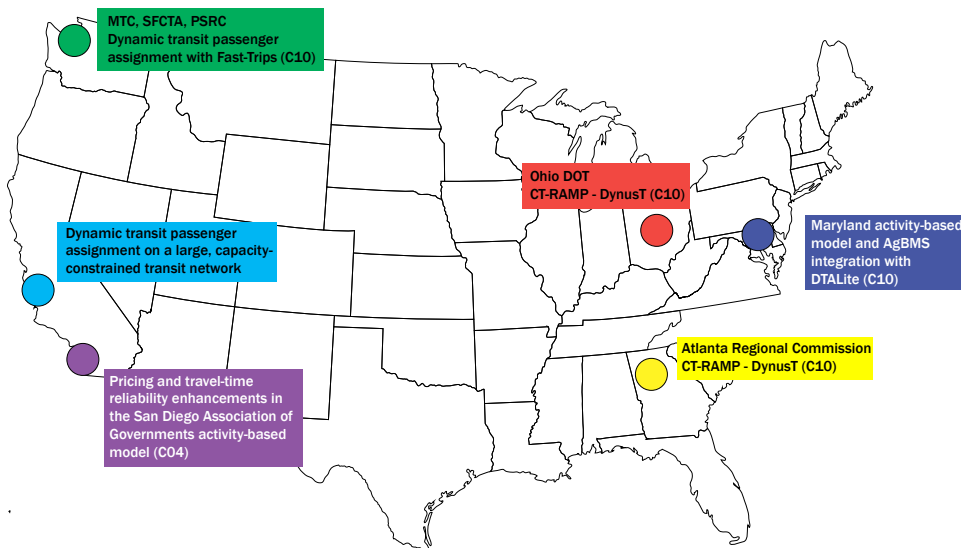 MTC, SFCTA, PSRC
Dynamic transit passenger
assignment with Fast-Trips (C10)
Ohio DOT
CT-RAMP - DynusT (C10)
Dynamic transit passenger
assignment on a large, capacity-
constrained transit network
Maryland activity-based
model and AgBMS
integration with
DTALite (C10)
Atlanta Regional Commission
CT-RAMP - DynusT (C10)
Pricing and travel-time
reliability enhancements in
the San Diego Association of
Governments activity-based
model (C04)